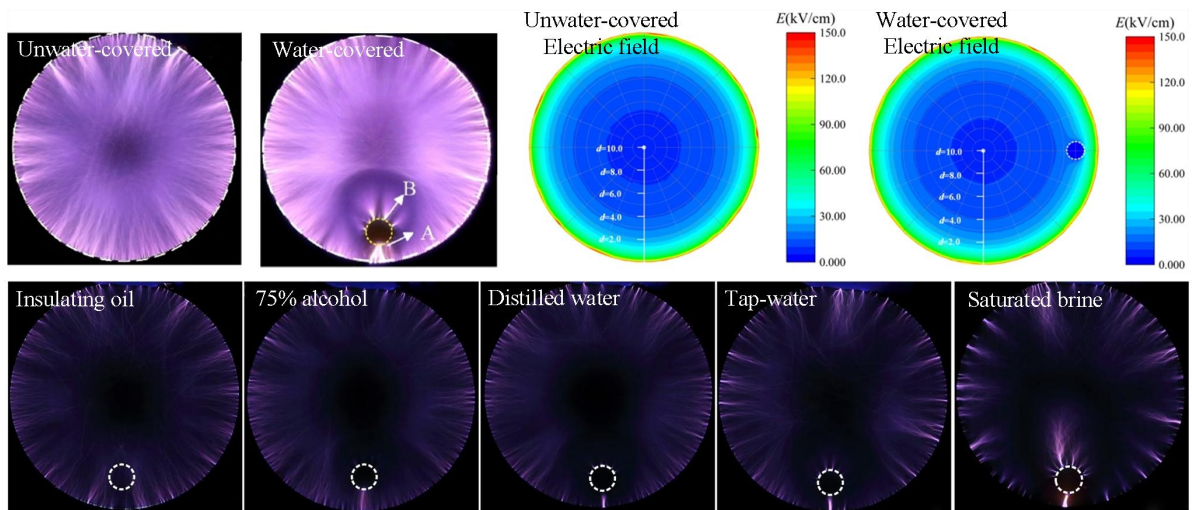 Unwater-covered
Water-covered
B
A
Unwater-covered
Electric field
d=10.0
d=8.0
d=6.0
d=4.0
d=2.0
E(kV/cm)
150.0
120.0
90.00
60.00
30.00
0.000
Water-covered
Electric field
d=10.0
d=8.0
d=6.0
d=4.0
d=2.0
E(kV/cm)
150.0
120.0
90.00
60.00
30.00
0.000
Insulating oil
75% alcohol
Distilled water
Tap-water
Saturated brine